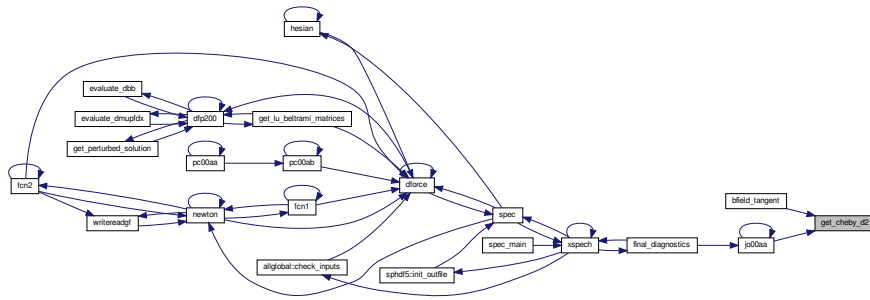 hesian
evaluate_dbb
evaluate_dmupfdx
dfp200
get_lu_beltrami_matrices
get_perturbed_solution
pc00aa
pc00ab
fcn2
dforce
newton
fcn1
writereadgf
spec
bfield_tangent
get_cheby_d2
spec_main
xspech
final_diagnostics
jo00aa
allglobal::check_inputs
sphdf5::init_outfile